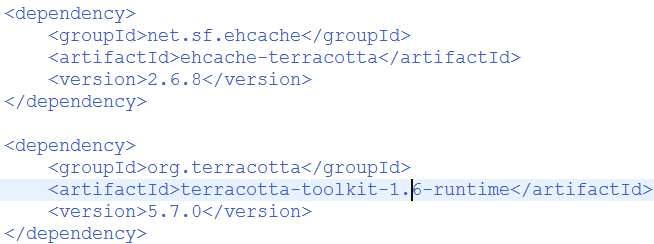 <dependency>
    <groupId>net.sf.ehcache</groupId>
    <artifactId>ehcache-terracotta</artifactId>
    <version>2.6.8</version>
</dependency>

<dependency>
    <groupId>org.terracotta</groupId>
    <artifactId>terracotta-toolkit-1.6-runtime</artifactId>
    <version>5.7.0</version>
</dependency>